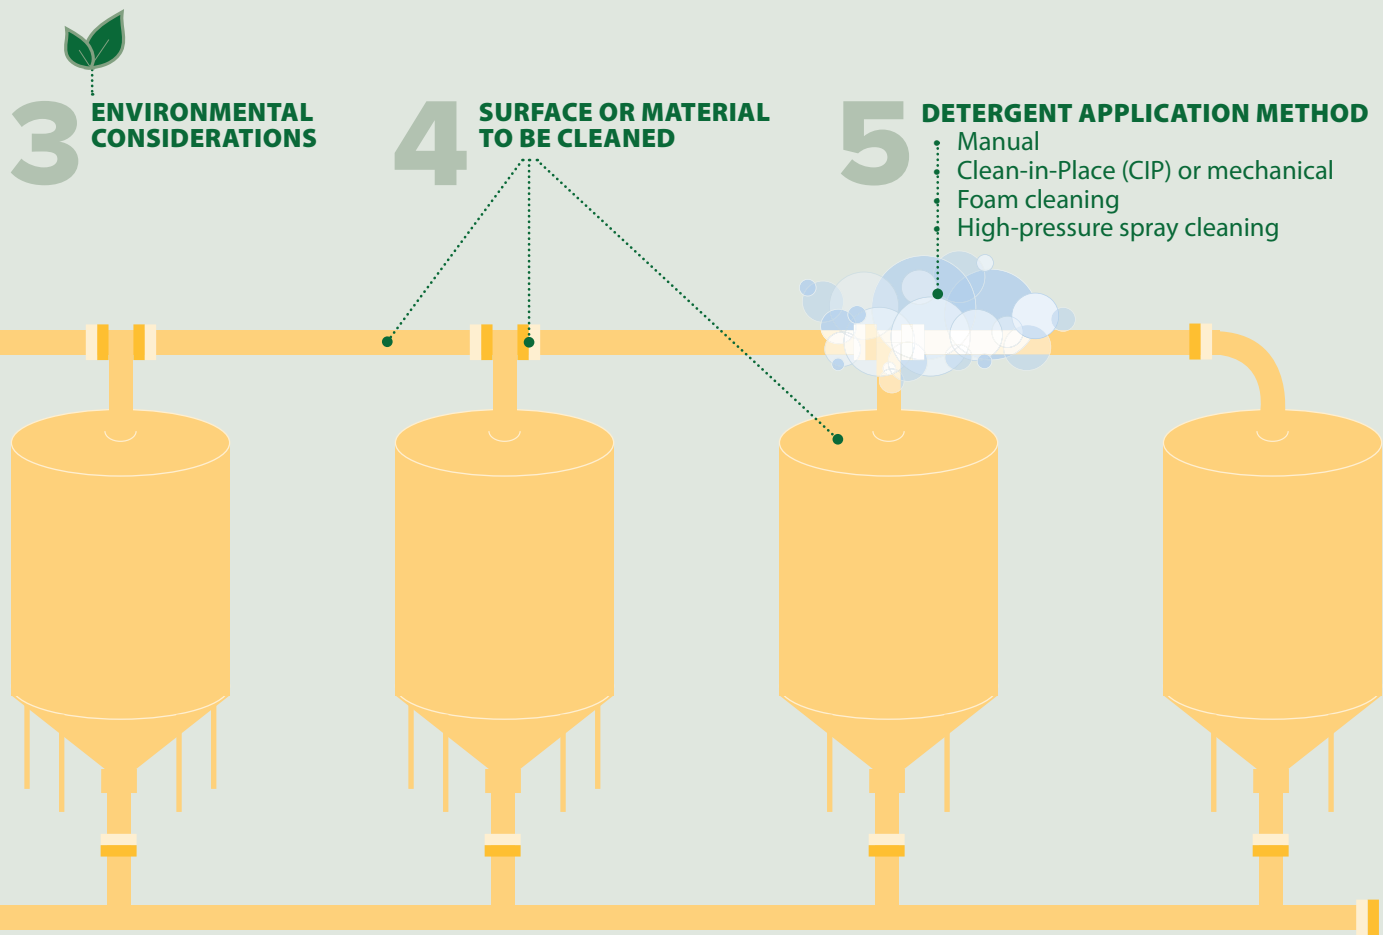 3
ENVIRONMENTAL
CONSIDERATIONS
4
SURFACE OR MATERIAL
TO BE CLEANED
5
DETERGENT APPLICATION METHOD
Manual
Clean-in-Place (CIP) or mechanical
Foam cleaning
High-pressure spray cleaning